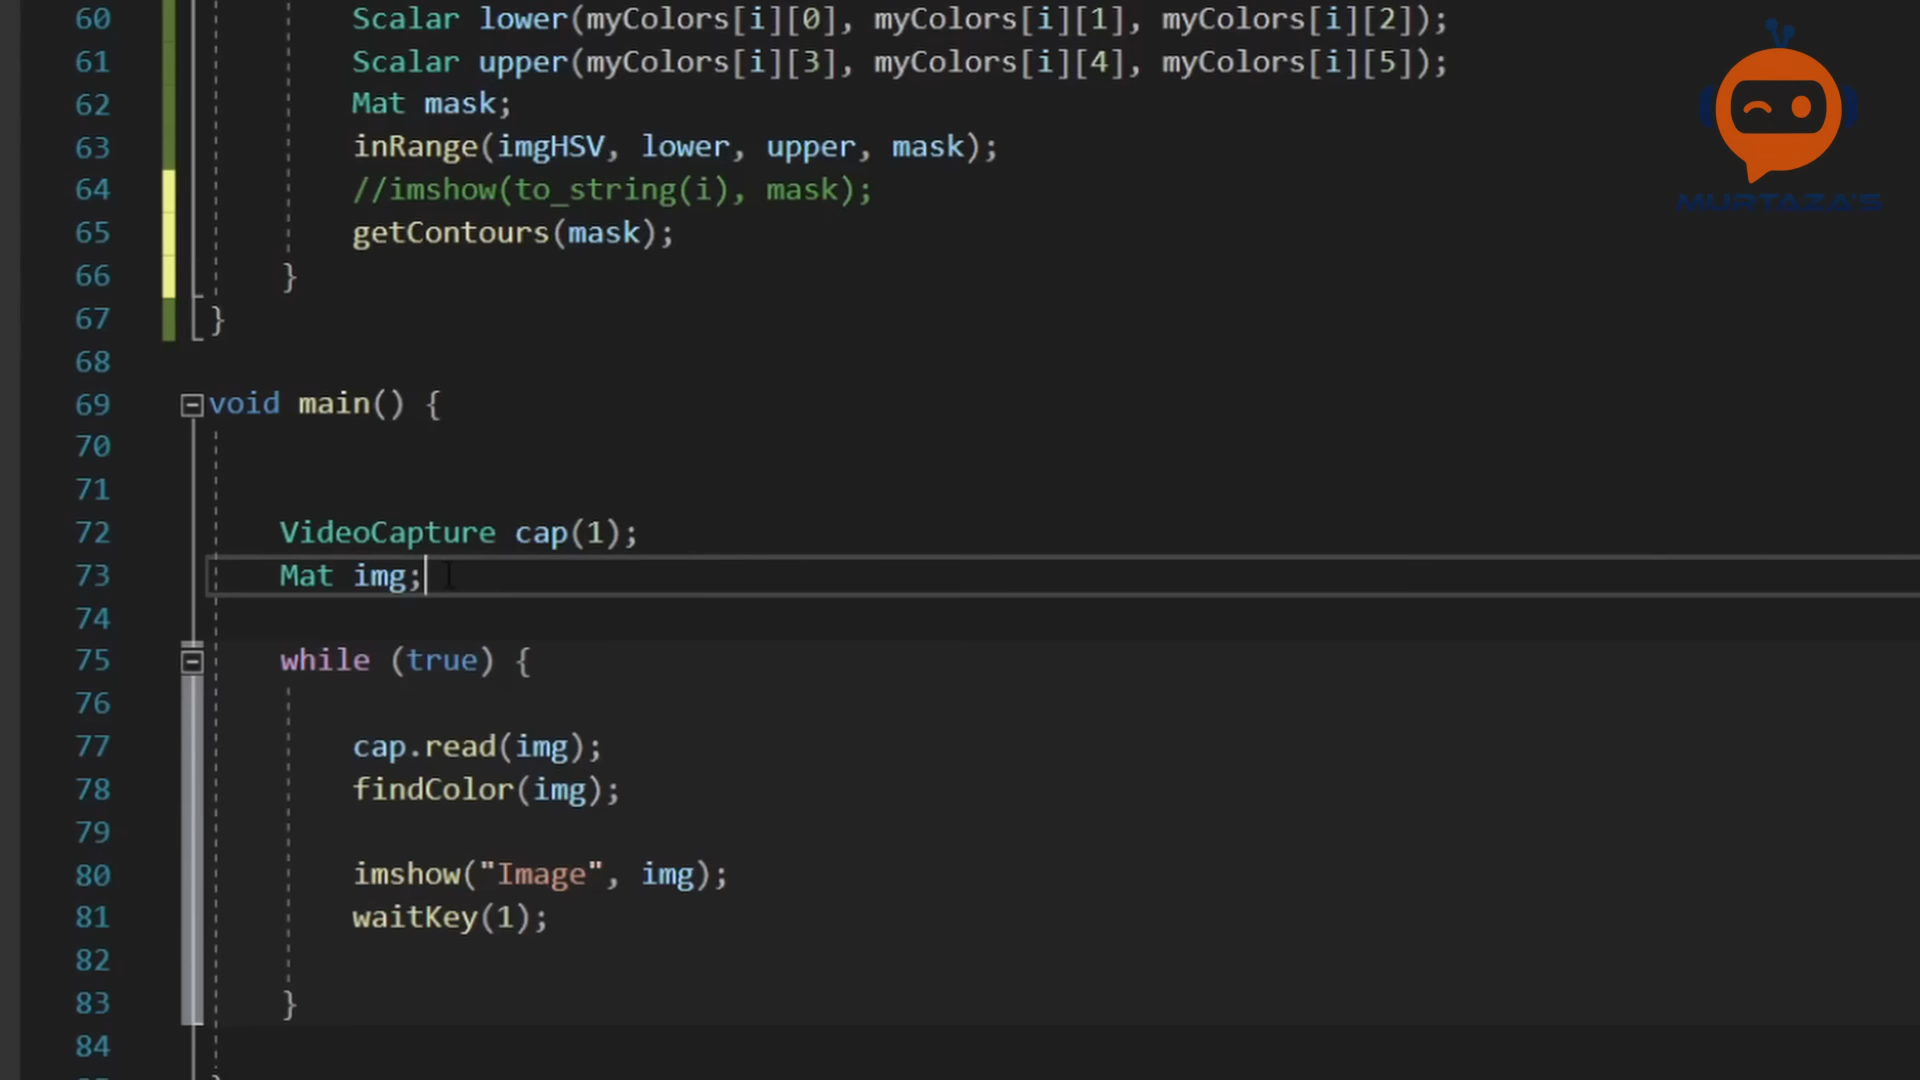 60 Scalar lower(myColors[i][0], myColors[i][1], myColors[i][2]);
61 Scalar upper(myColors[i][3], myColors[i][4], myColors[i][5]);
62 Mat mask;
63 inRange(imgHSV, lower, upper, mask);
64 //imshow(to_string(i), mask);
65 getContours(mask);
66 }
67 }
68
69 void main() {
70
71
72 VideoCapture cap(1);
73 Mat img;
74
75 while (true) {
76
77 cap.read(img);
78 findColor(img);
79
80 imshow("Image", img);
81 waitKey(1);
82
83 }
84
MURTAZA'S